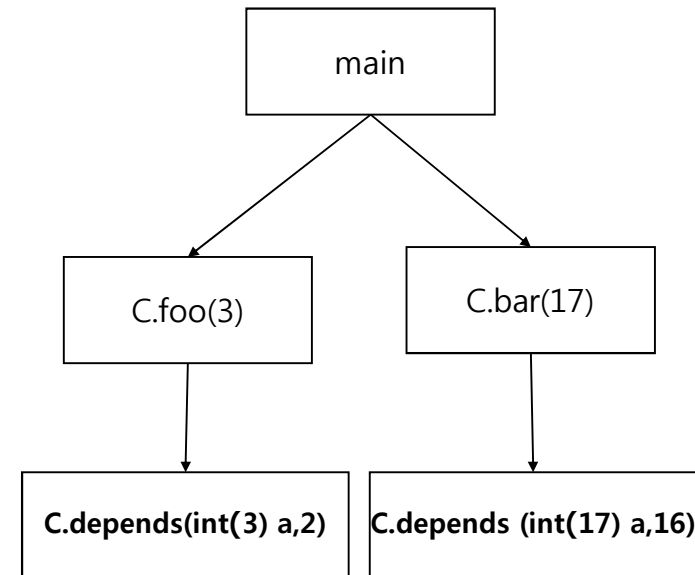 main
C.foo(3)
C.bar(17)
C.depends(int(3) a,2)
C.depends (int(17) a,16)